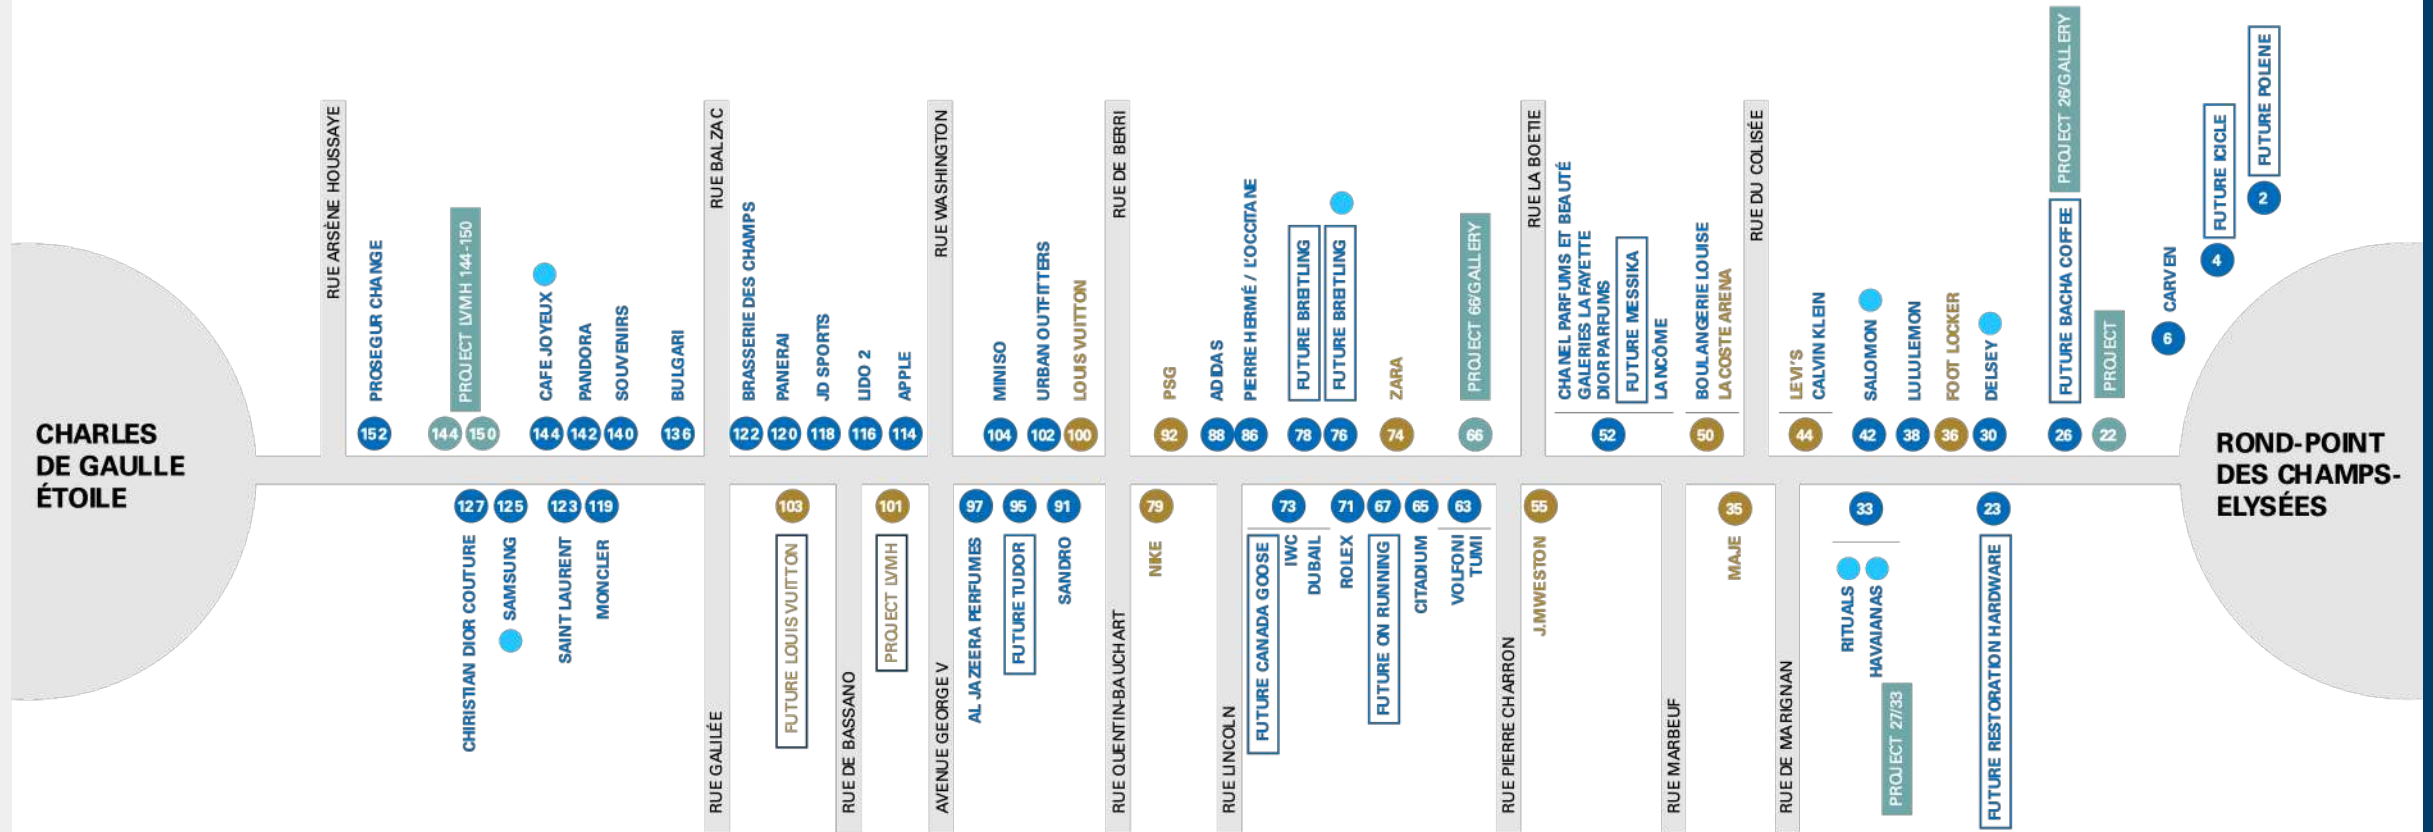 CHARLES
DE GAULLE
ÉTOILE
RUE ARSÈNE HOUSSAYE
PROSEGUR CHANGE
152
PROJECT LVMH 144-150
144
150
CAFE JOYEUX
144
PANDORA
142
SOUVENIRS
140
BULGARI
136
RUE BALZAC
BRASSERIE DES CHAMPS
122
PANERAI
120
JD SPORTS
118
LIDO 2
116
APPLE
114
RUE WASHINGTON
MINISO
104
URBAN OUTFITTERS
102
LOUIS VUITTON
100
RUE DE BERRI
PSG
92
ADIDAS
88
PIERRE HERMÉ / L'OCCITANE
86
FUTURE BREITLING
78
FUTURE BREITLING
76
ZARA
74
PROJECT 66/GALLERY
66
RUE LA BOETIE
CHANEL PARFUMS ET BEAUTÉ
GALERIES LAFAYETTE
DIOR PARFUMS
FUTURE MESSIKA
LANCÔME
52
BOULANGERIE LOUISE
LACOSTE ARENA
50
RUE DU COLISÉE
LEVI'S
CALVIN KLEIN
44
SALOMON
42
LULULEMON
38
FOOT LOCKER
36
DELSEY
30
PROJECT 26/GALLERY
FUTURE BACHA COFFEE
26
PROJECT
22
CARVEN
6
FUTURE ICICLE
4
FUTURE POLENE
2
ROND-POINT
DES CHAMPS-
ELYSÉES
127
CHIRISTIAN DIOR COUTURE
125
SAMSUNG
123
SAINT LAURENT
119
MONCLER
RUE GALILÉE
103
FUTURE LOUIS VUITTON
RUE DE BASSANO
101
PROJECT LVMH
AVENUE GEORGE V
97
AL JAZEERA PERFUMES
95
FUTURE TUDOR
91
SANDRO
RUE QUENTIN-BAUCHART
79
NIKE
RUE LINCOLN
73
FUTURE CANADA GOOSE
IWC
DUBAIL
71
ROLEX
67
FUTURE ON RUNNING
65
CITADIUM
63
VOLFONI
TUMI
RUE PIERRE CHARRON
55
J.MWESTON
RUE MARBEUF
35
MAJE
RUE DE MARIGNAN
33
RITUALS
HAVAIANAS
PROJECT 27/33
23
FUTURE RESTORATION HARDWARE